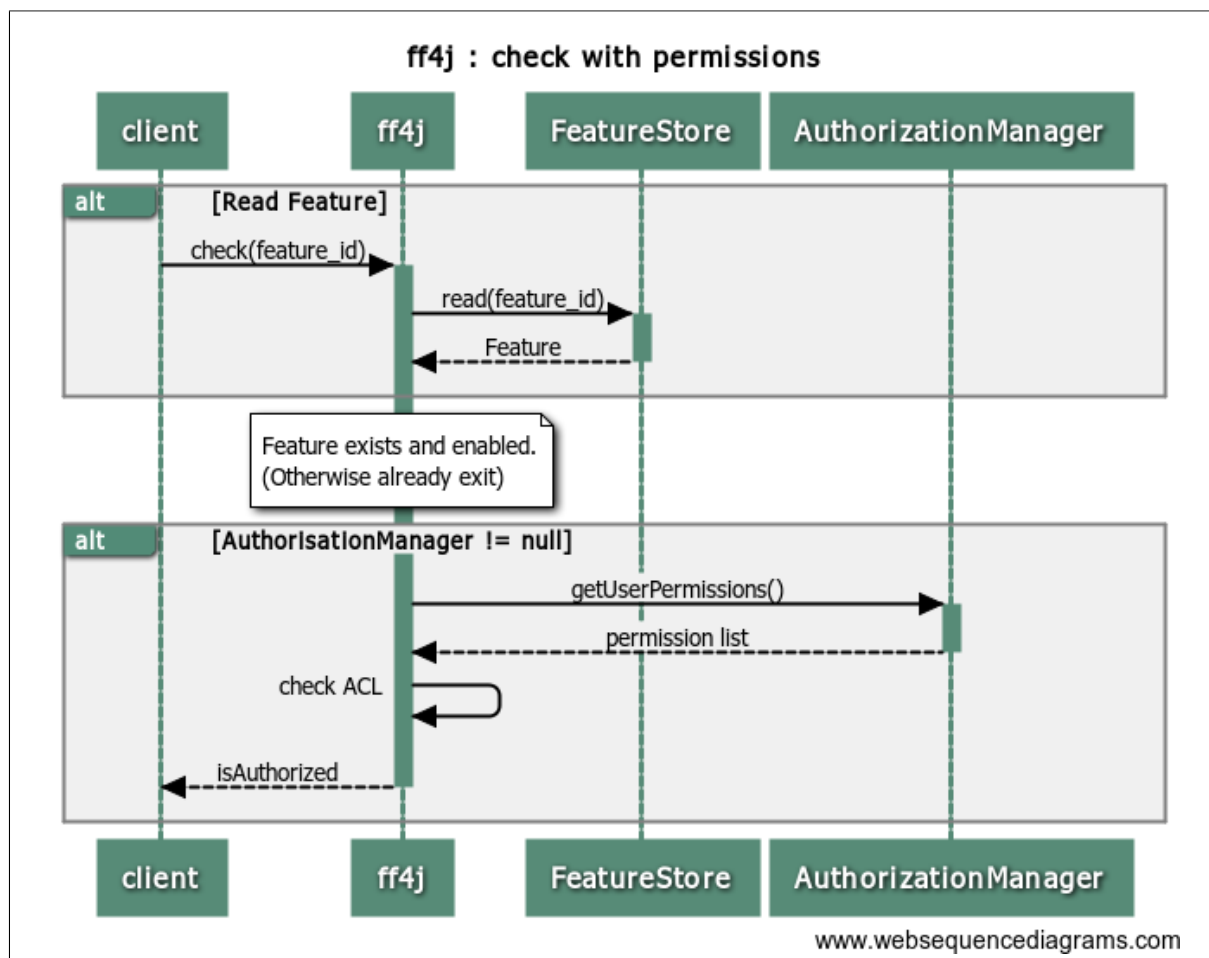 ff4j : check with permissions
client
ff4j
FeatureStore
AuthorizationManager
alt
[Read Feature]
check(feature_id)
read(feature_id)
Feature
Feature exists and enabled.
(Otherwise already exit)
alt
[AuthorisationManager != null]
getUserPermissions()
permission list
check ACL
isAuthorized
client
ff4j
FeatureStore
AuthorizationManager
www.websequencediagrams.com